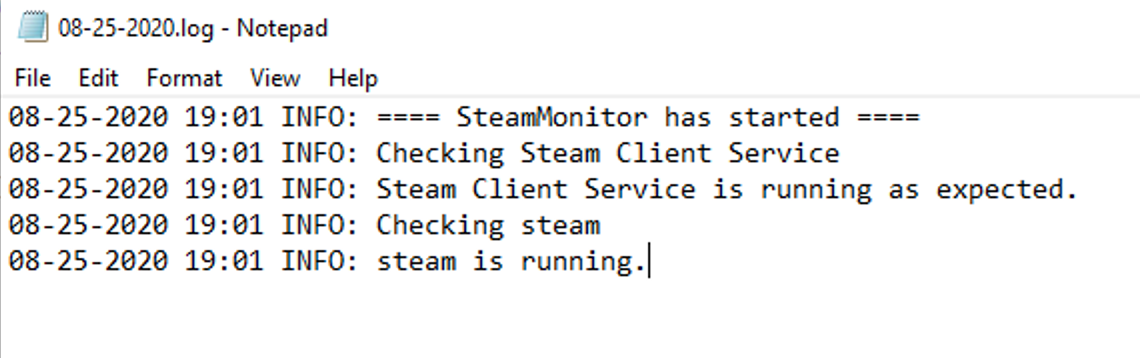 08-25-2020.log - Notepad
File Edit Format View Help
08-25-2020 19:01 INFO: ==== SteamMonitor has started ====
08-25-2020 19:01 INFO: Checking Steam Client Service
08-25-2020 19:01 INFO: Steam Client Service is running as expected.
08-25-2020 19:01 INFO: Checking steam
08-25-2020 19:01 INFO: steam is running.